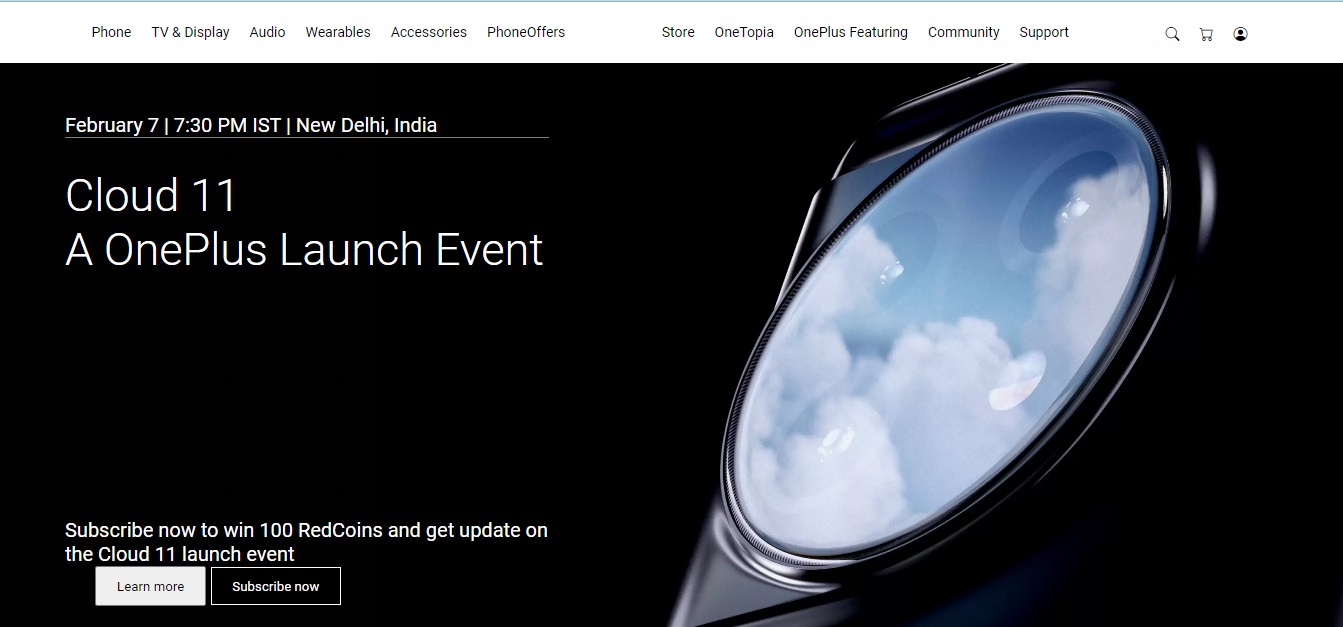 Phone TV & Display Audio Wearables Accessories PhoneOffers Store OneTopia OnePlus Featuring Community Support
February 7 | 7:30 PM IST | New Delhi, India
Cloud 11
A OnePlus Launch Event
Subscribe now to win 100 RedCoins and get update on
the Cloud 11 launch event
Learn more Subscribe now